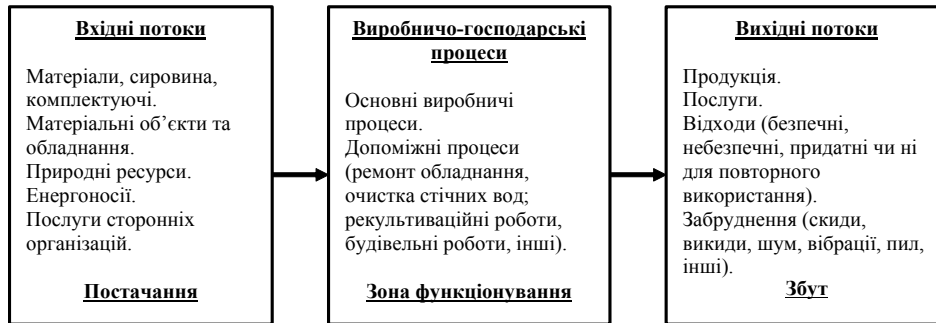 Вхідні потоки
Матеріали, сировина,
комплектуючі.
Матеріальні об’єкти та
обладнання.
Природні ресурси.
Енергоносії.
Послуги сторонніх
організацій.
Постачання
Виробничо-господарські
процеси
Основні виробничі
процеси.
Допоміжні процеси
(ремонт обладнання,
очистка стічних вод;
рекультиваційні роботи,
будівельні роботи, інші).
Зона функціонування
Вихідні потоки
Продукція.
Послуги.
Відходи (безпечні,
небезпечні, придатні чи ні
для повторного
використання).
Забруднення (скиди,
викиди, шум, вібрації, пил,
інші).
Збут